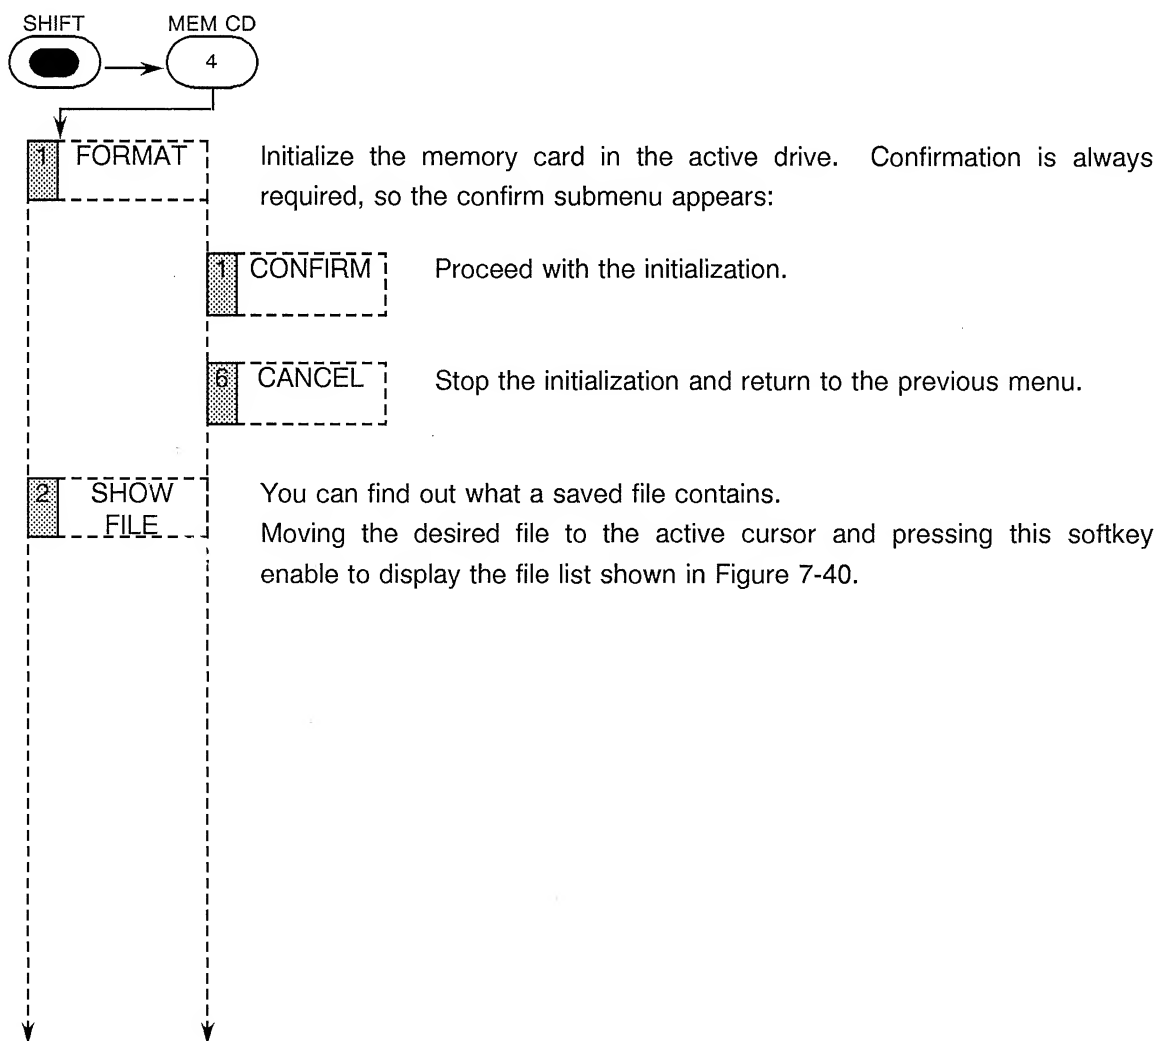 SHIFT MEM CD
4
1 FORMAT Initialize the memory card in the active drive. Confirmation is always
required, so the confirm submenu appears:
1 CONFIRM Proceed with the initialization.
6 CANCEL Stop the initialization and return to the previous menu.
2 SHOW You can find out what a saved file contains.
FILE Moving the desired file to the active cursor and pressing this softkey
enable to display the file list shown in Figure 7-40.